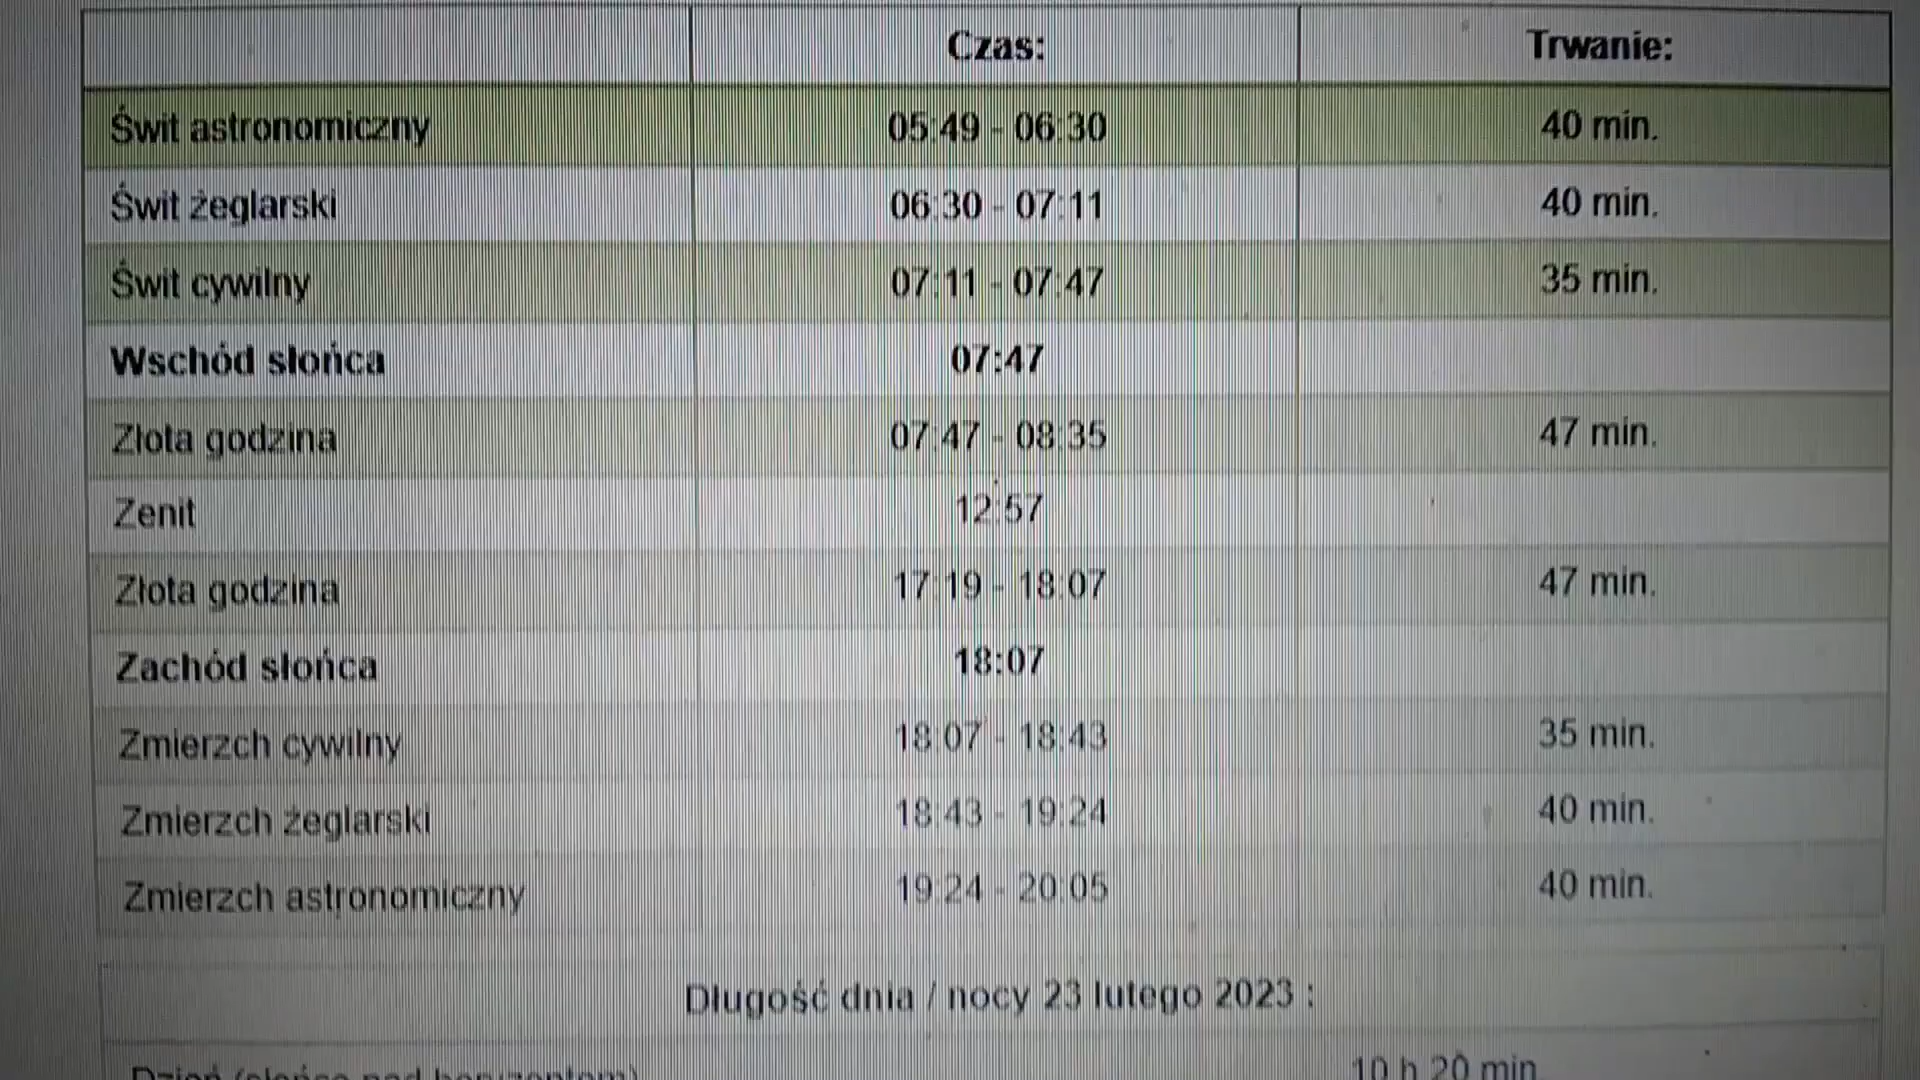 Czas: Trwanie:
Świt astronomiczny 05:49 - 06:30 40 min.
Świt żeglarski 06:30 - 07:11 40 min.
Świt cywilny 07:11 - 07:47 35 min.
Wschód słońca 07:47
Złota godzina 07:47 - 08:35 47 min.
Zenit 12:57
Złota godzina 17:19 - 18:07 47 min.
Zachód słońca 18:07
Zmierzch cywilny 18:07 - 18:43 35 min.
Zmierzch żeglarski 18:43 - 19:24 40 min.
Zmierzch astronomiczny 19:24 - 20:05 40 min.
Długość dnia / nocy 23 lutego 2023 :
Dzień (słońce nad horyzontem) 10 h 20 min